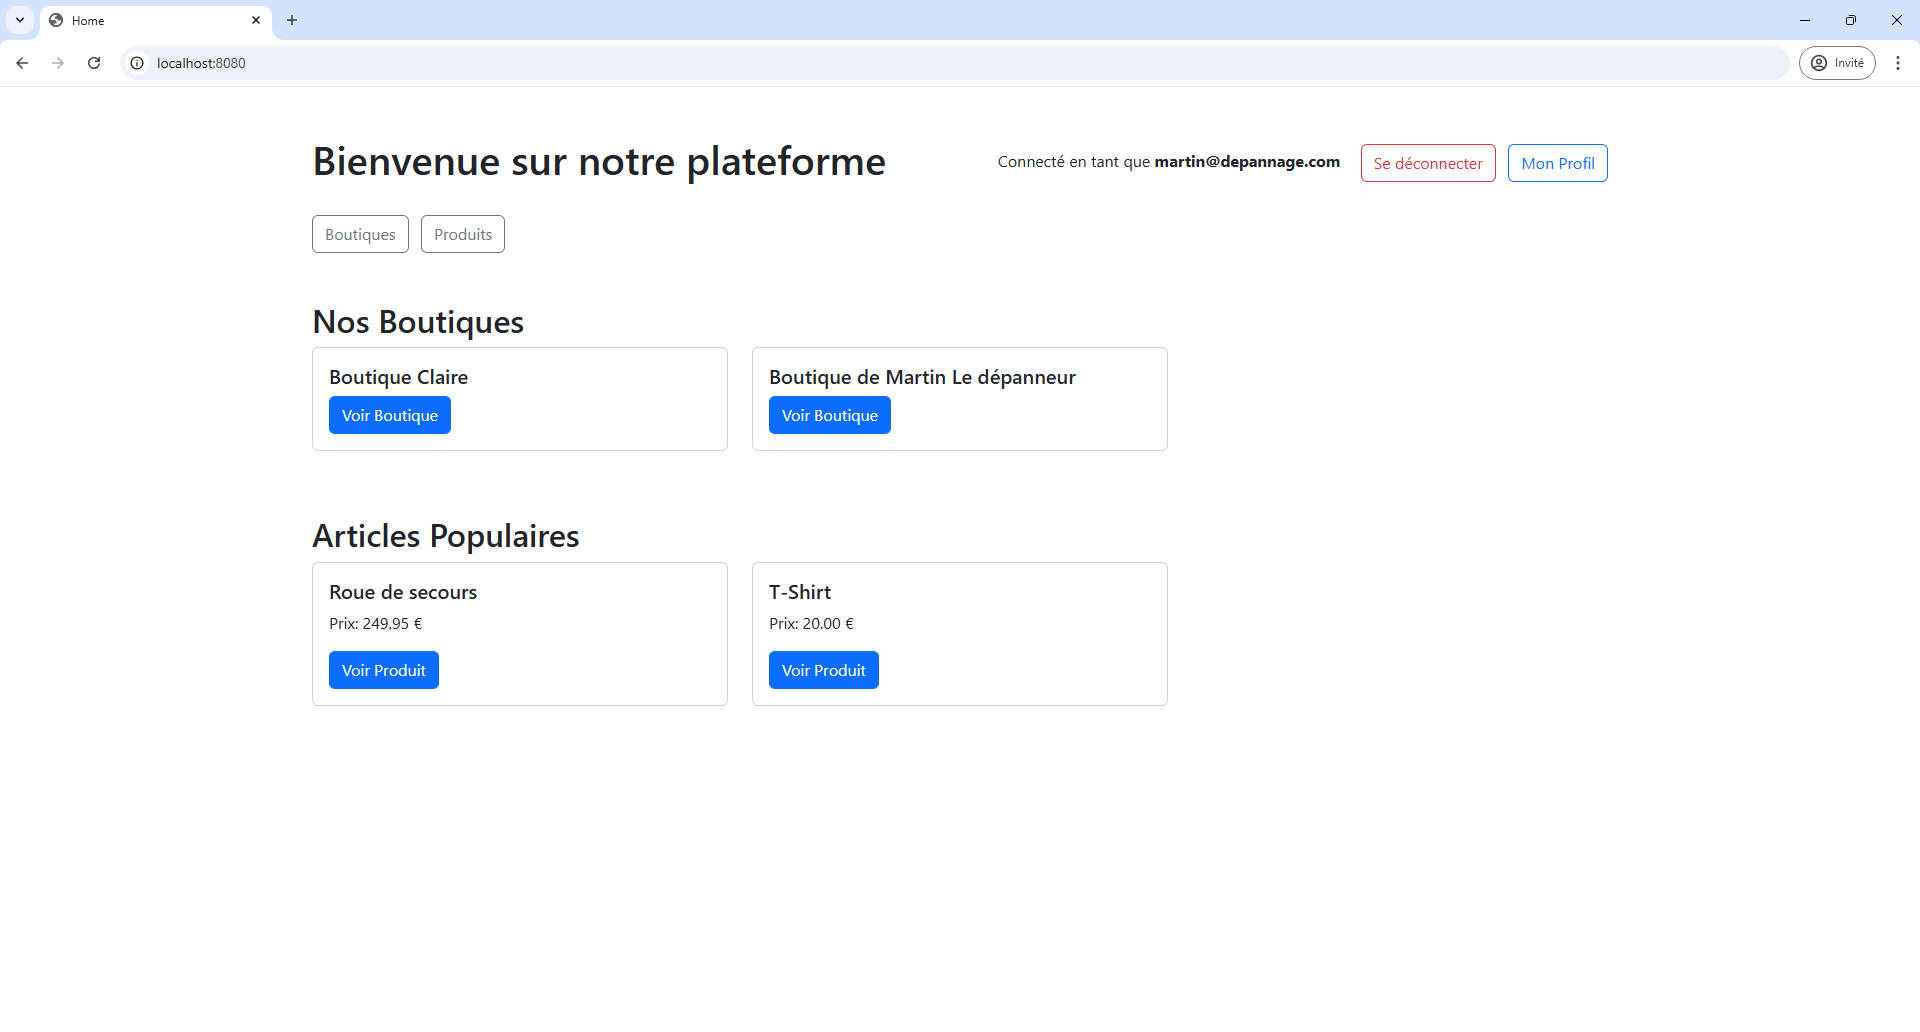 Home
localhost:8080
Invité
Bienvenue sur notre plateforme
Connecté en tant que martin@depannage.com
Se déconnecter
Mon Profil
Boutiques
Produits
Nos Boutiques
Boutique Claire
Voir Boutique
Boutique de Martin Le dépanneur
Voir Boutique
Articles Populaires
Roue de secours
Prix: 249.95 €
Voir Produit
T-Shirt
Prix: 20.00 €
Voir Produit